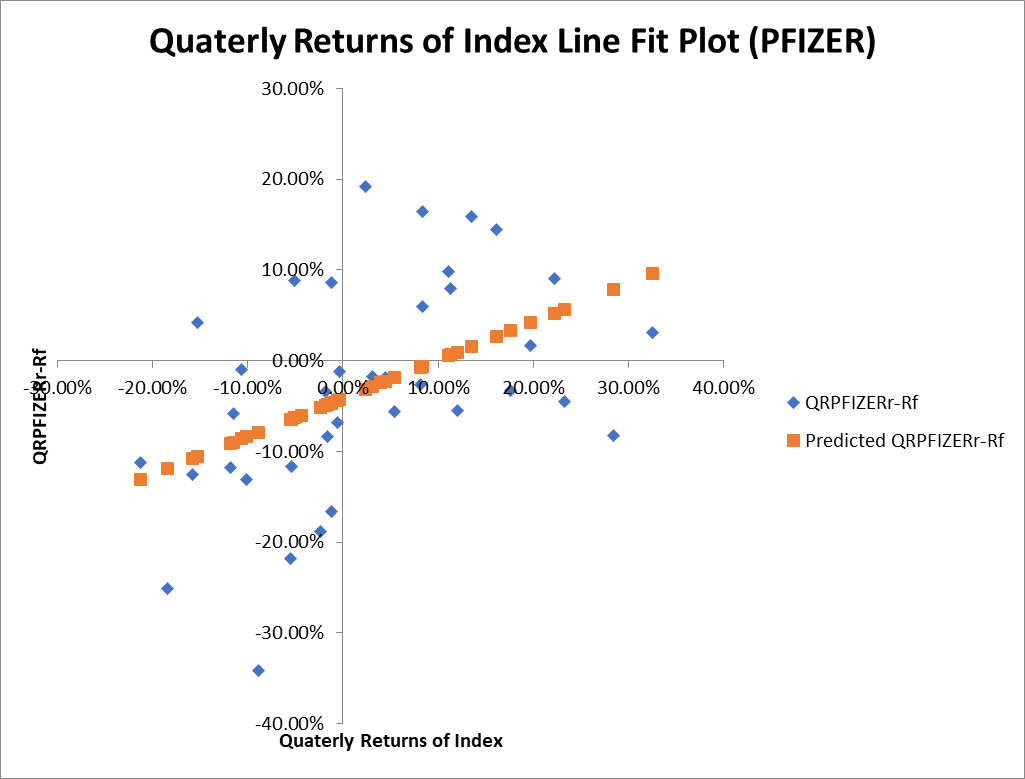 Quaterly Returns of Index Line Fit Plot (PFIZER)
30.00%
20.00%
10.00%
0.00%
-30.00% -20.00% -10.00% 0.00% 10.00% 20.00% 30.00% 40.00%
-10.00%
-20.00%
-30.00%
-40.00%
QRPFIZERr-Rf
Quaterly Returns of Index
QRPFIZERr-Rf
Predicted QRPFIZERr-Rf